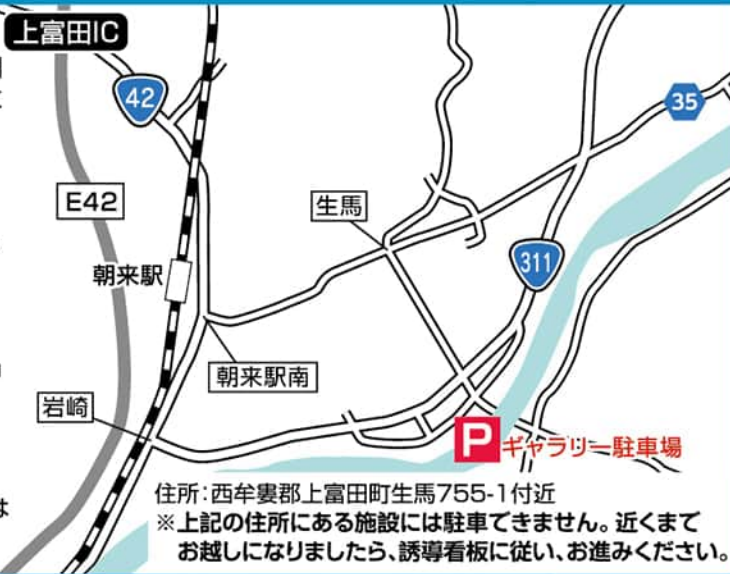 上富田IC
42
35
E42
生馬
311
朝来駅
朝来駅南
岩崎
P
ギャラリー駐車場
住所:西牟婁郡上富田町生馬755-1付近
※上記の住所にある施設には駐車できません。近くまで
お越しになりましたら、誘導看板に従い、お進みください。
は